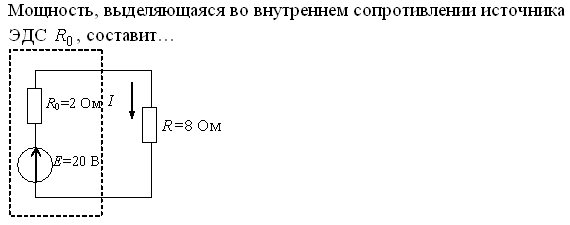 Мощность, выделяющаяся во внутреннем сопротивлении источника
ЭДС R₀, составит…
R₀=2 Ом I
R=8 Ом
E=20 В